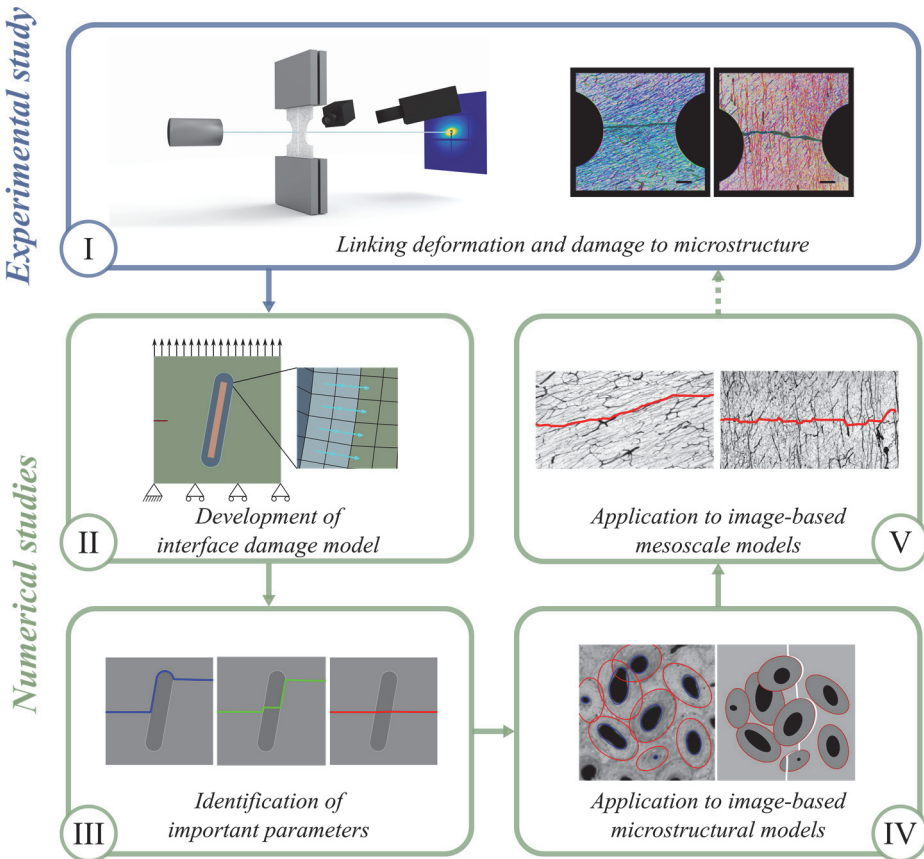 Experimental study
I
Linking deformation and damage to microstructure
Numerical studies
II
Development of
interface damage model
III
Identification of
important parameters
IV
Application to image-based
microstructural models
V
Application to image-based
mesoscale models